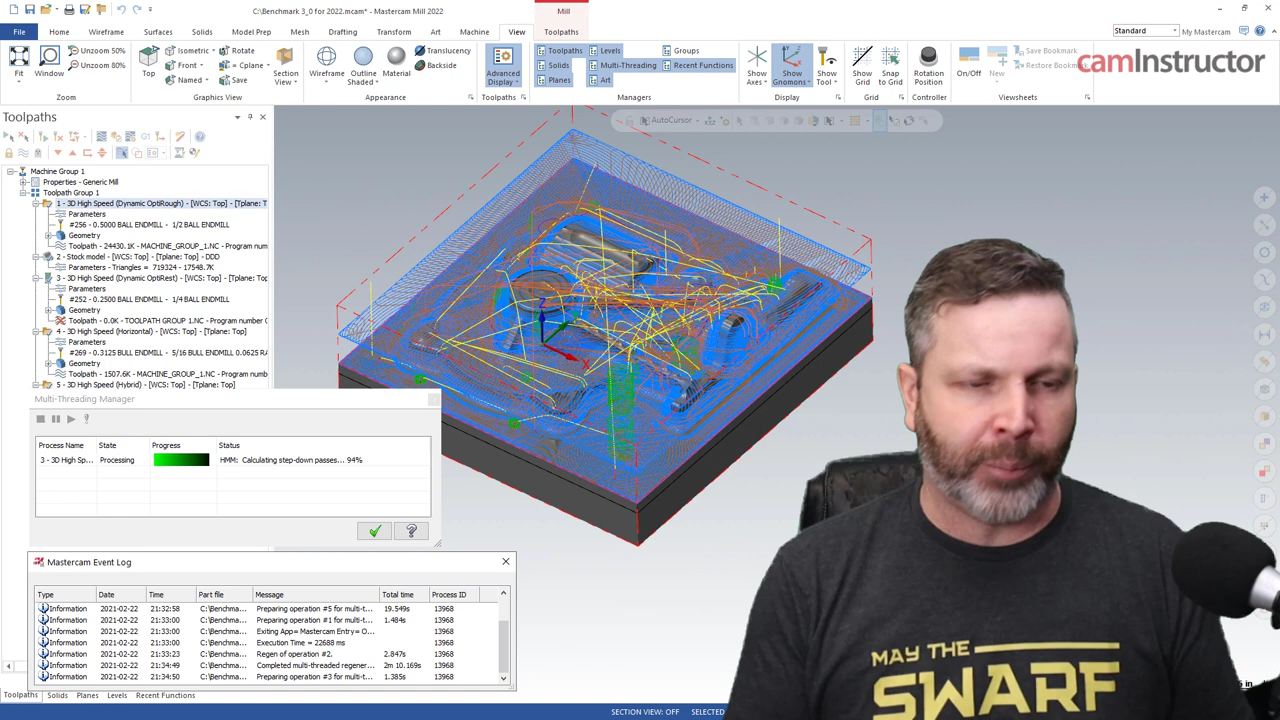 C:\Benchmark 3_0 for 2022.mcam* - Mastercam Mill 2022
Mill
File
Home
Wireframe
Surfaces
Solids
Model Prep
Mesh
Drafting
Transform
Art
Machine
View
Toolpaths
Standard
My Mastercam
Fit
Window
Unzoom 50%
Unzoom 80%
Zoom
Top
Isometric
Front
Named
Rotate
=Cplane
Save
Section View
Graphics View
Wireframe
Outline Shaded
Material
Translucency
Backside
Appearance
Advanced Display
Toolpaths
Toolpaths
Solids
Planes
Levels
Multi-Threading
Art
Groups
Recent Functions
Managers
Show Axes
Show Gnomons
Show Tool
Display
Show Grid
Snap to Grid
Grid
Rotation Position
Controller
On/Off
New
Save Bookmark
Restore Bookmark
Viewsheets
camInstructor
AutoCursor
Toolpaths
Machine Group 1
Properties - Generic Mill
Toolpath Group 1
1 - 3D High Speed (Dynamic OptiRough) - [WCS: Top] - [Tplane: T
Parameters
#256 - 0.5000 BALL ENDMILL - 1/2 BALL ENDMILL
Geometry
Toolpath - 24430.1K - MACHINE_GROUP_1.NC - Program num
2 - Stock model - [WCS: Top] - [Tplane: Top] - DDD
Parameters - Triangles = 719324 - 17548.7K
3 - 3D High Speed (Dynamic OptiRest) - [WCS: Top] - [Tplane: T
Parameters
#252 - 0.2500 BALL ENDMILL - 1/4 BALL ENDMILL
Geometry
Toolpath - 0.0K - MACHINE_GROUP 1.NC - Program number (
4 - 3D High Speed (Horizontal) - [WCS: Top] - [Tplane: Top]
Parameters
#269 - 0.3125 BULL ENDMILL - 5/16 BULL ENDMILL 0.0625 RA
Geometry
Toolpath - 1507.6K - MACHINE_GROUP_1.NC - Program numb
5 - 3D High Speed (Hybrid) - [WCS: Top] - [Tplane: Top]
Z
X
Multi-Threading Manager
Process Name State Progress Status
3 - 3D High Sp... Processing HMM: Calculating step-down passes... 94%
Mastercam Event Log
Type Date Time Part file Message Total time Process ID
Information 2021-02-22 21:32:58 C:\Benchma... Preparing operation #5 for multi-t... 19.549s 13968
Information 2021-02-22 21:33:00 C:\Benchma... Preparing operation #1 for multi-t... 1.484s 13968
Information 2021-02-22 21:33:00 C:\Benchma... Exiting App= Mastercam Entry= O... 13968
Information 2021-02-22 21:33:00 C:\Benchma... Execution Time = 22688 ms 13968
Information 2021-02-22 21:33:23 C:\Benchma... Regen of operation #2. 2.847s 13968
Information 2021-02-22 21:34:49 C:\Benchma... Completed multi-threaded regener... 2m 10.169s 13968
Information 2021-02-22 21:34:50 C:\Benchma... Preparing operation #3 for multi-t... 1.385s 13968
Toolpaths Solids Planes Levels Recent Functions
SECTION VIEW: OFF SELECTED
MAY THE
SWARF